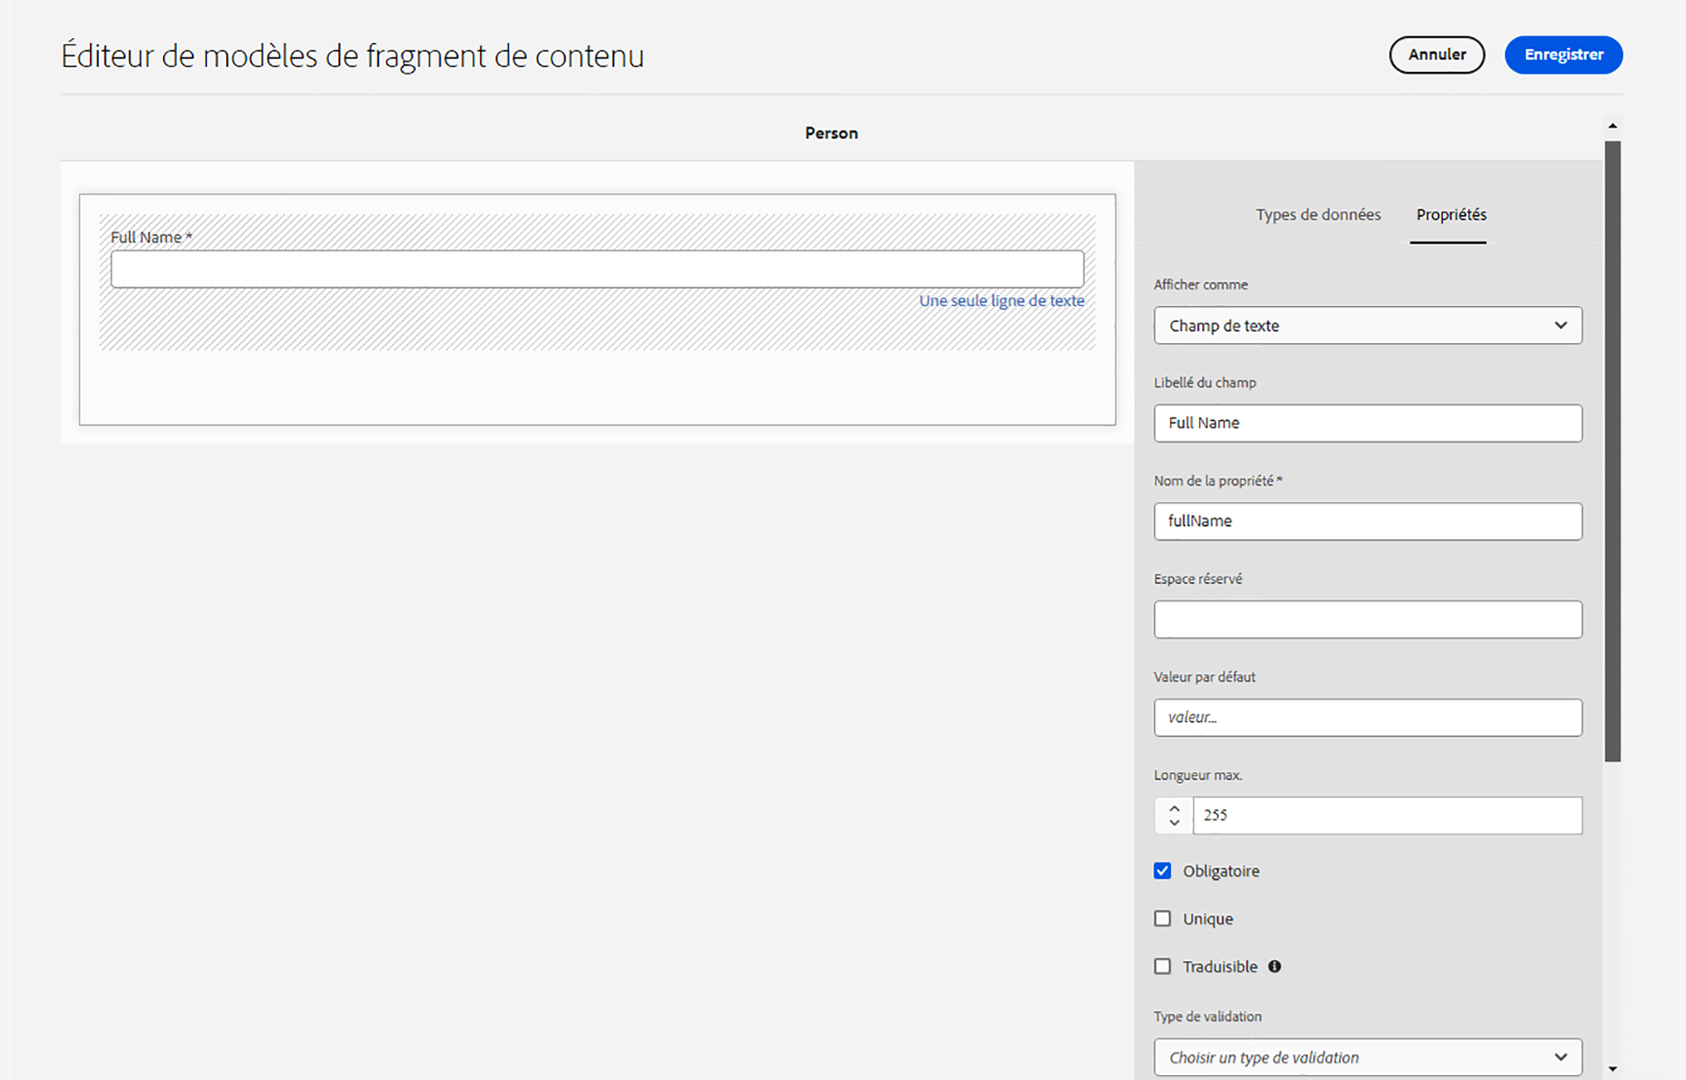 Éditeur de modèles de fragment de contenu
Annuler
Enregistrer
Person
Full Name *
Une seule ligne de texte
Types de données
Propriétés
Afficher comme
Champ de texte
Libellé du champ
Full Name
Nom de la propriété *
fullName
Espace réservé
Valeur par défaut
valeur...
Longueur max.
255
Obligatoire
Unique
Traduisible
Type de validation
Choisir un type de validation